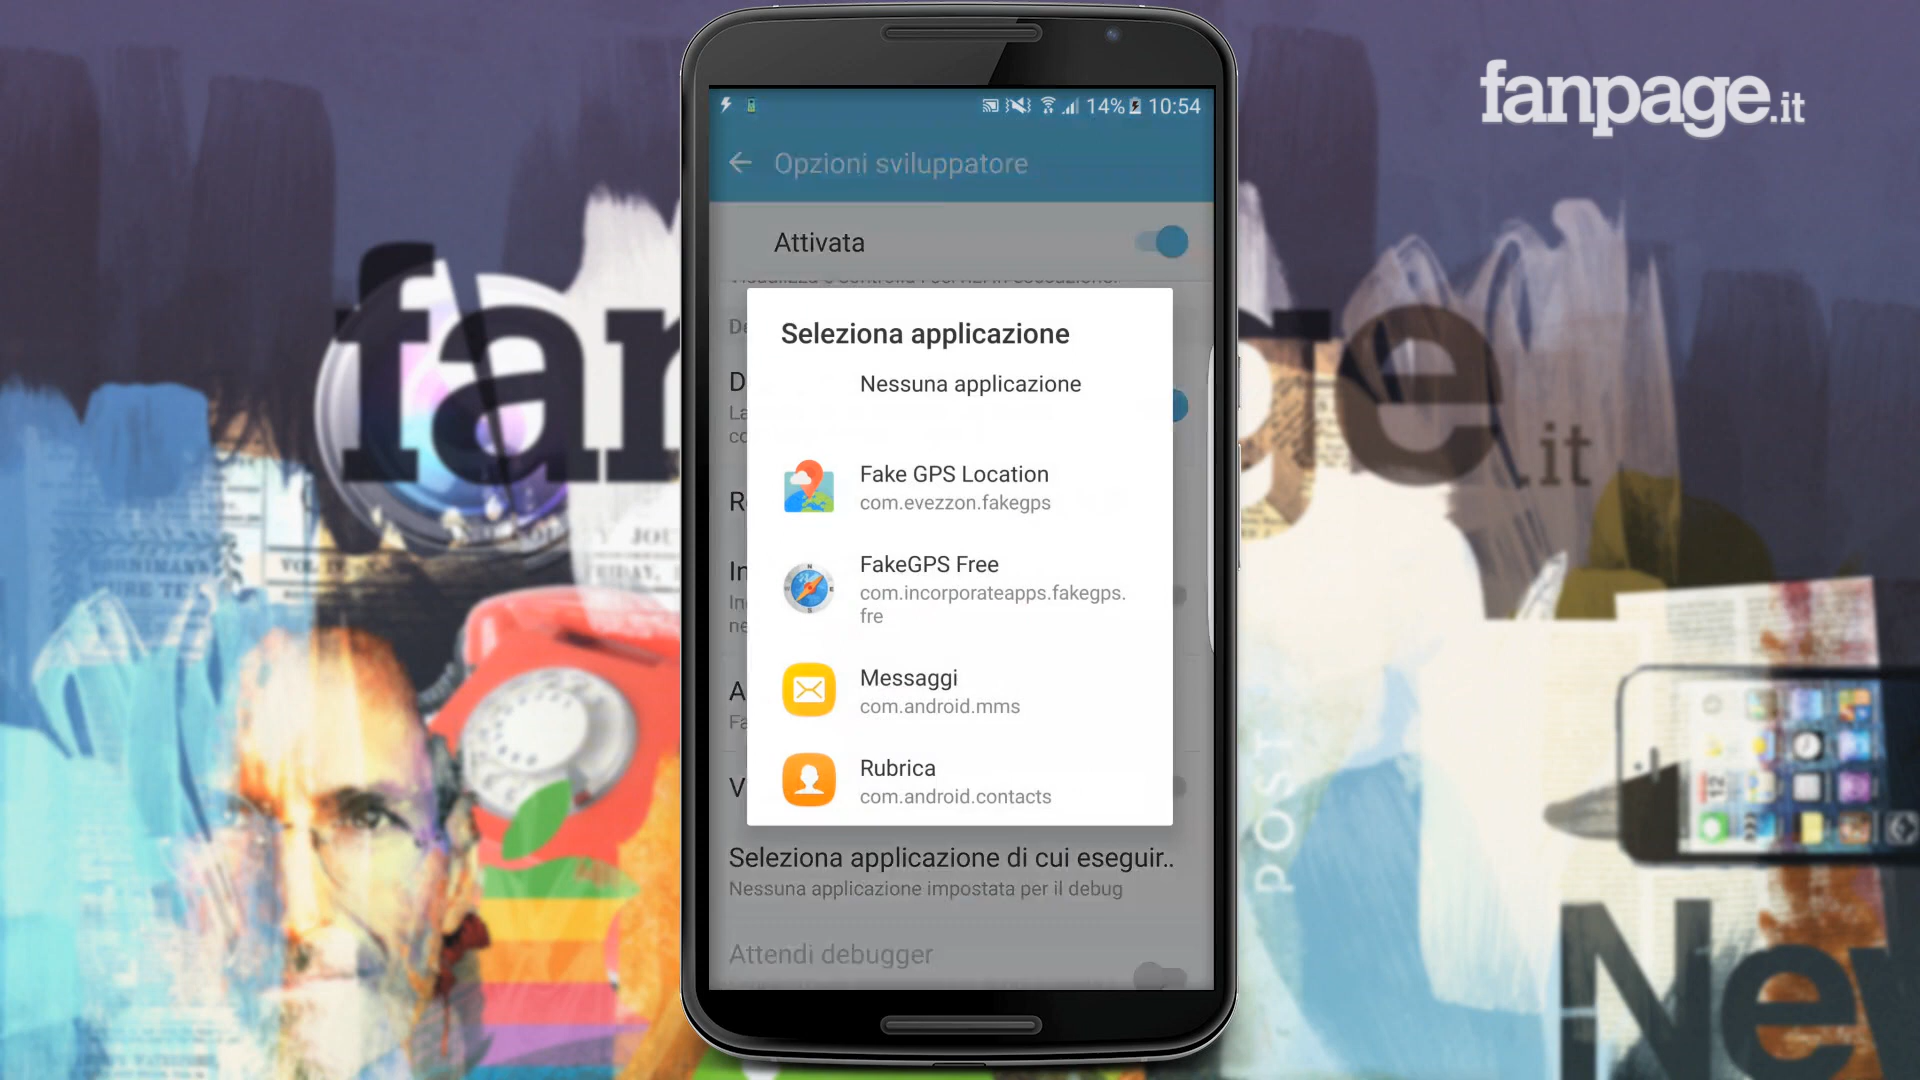 fanpage.it
14% 10:54
Opzioni sviluppatore
Attivata
Seleziona applicazione
Nessuna applicazione
Fake GPS Location
com.evezzon.fakegps
FakeGPS Free
com.incorporateapps.fakegps.
fre
Messaggi
com.android.mms
Rubrica
com.android.contacts
Seleziona applicazione di cui eseguir..
Nessuna applicazione impostata per il debug
Attendi debugger
.it
POST